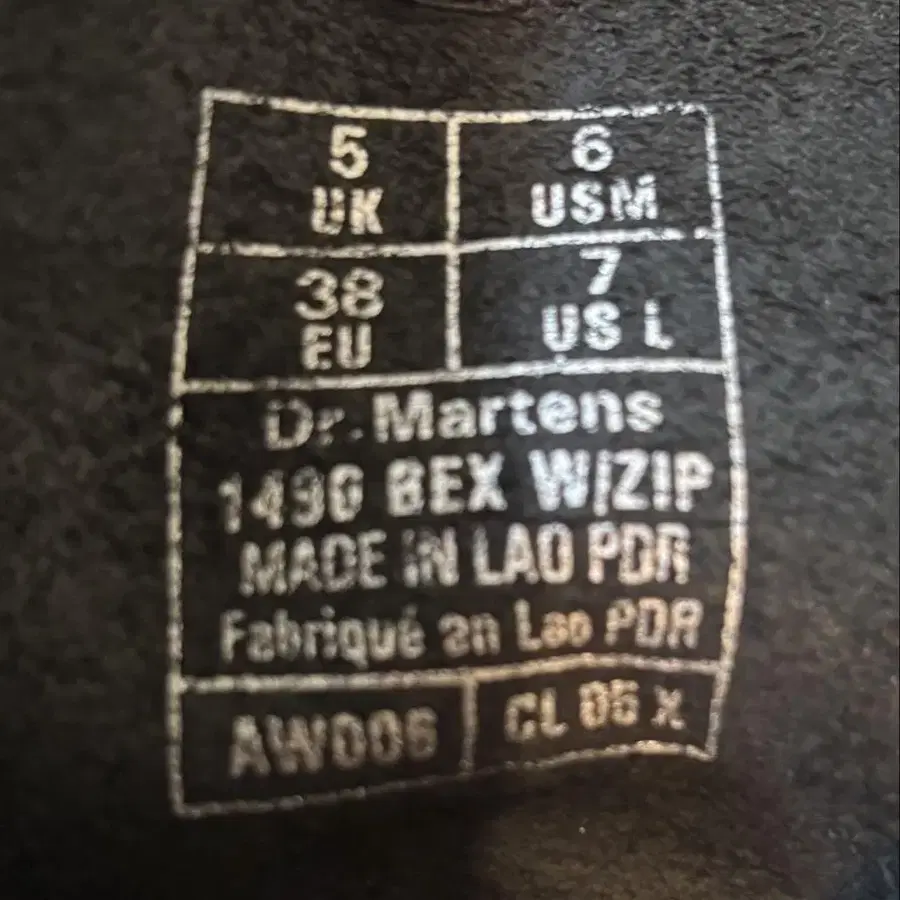 5 UK
6 USM
38 EU
7 US L
Dr. Martens
1490 BEX W/ZIP
MADE IN LAO PDR
Fabriqué en Lao PDR
AW006
CL 05 X